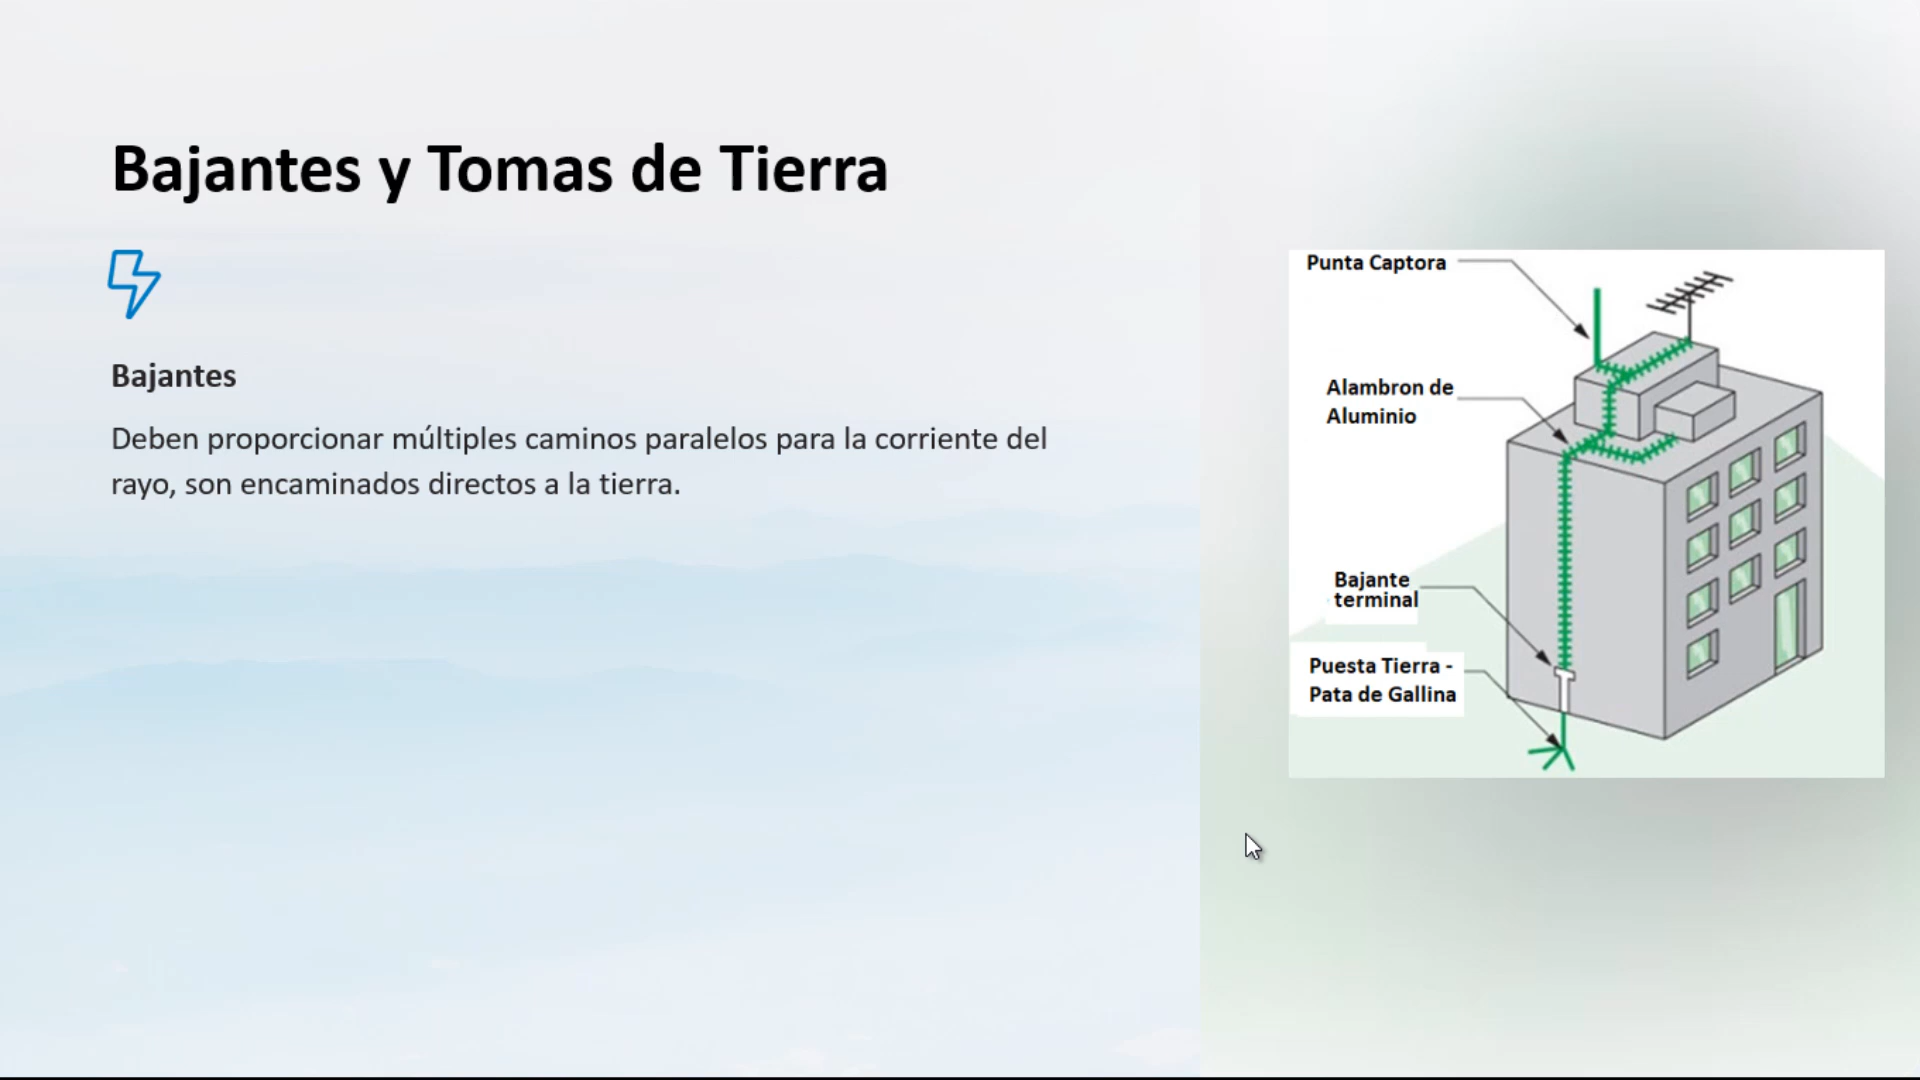 Bajantes y Tomas de Tierra
Bajantes
Deben proporcionar múltiples caminos paralelos para la corriente del
rayo, son encaminados directos a la tierra.
Punta Captora
Alambron de
Aluminio
Bajante
terminal
Puesta Tierra -
Pata de Gallina